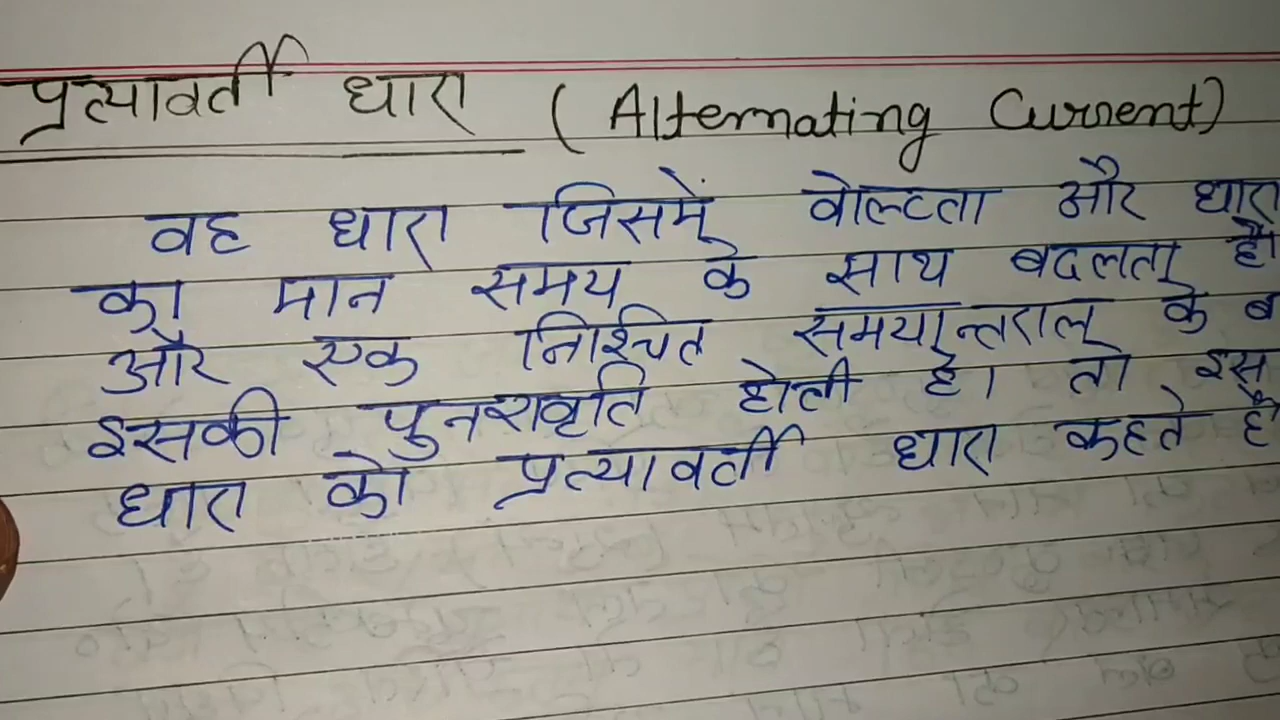 प्रत्यावर्ती धारा ( Alternating Current)
वह धारा जिसमें वोल्टता और धारा
का मान समय के साथ बदलता हो
और एक निश्चित समयान्तराल के ब
इसकी पुनरावृति होती है। तो इस
धारा को प्रत्यावर्ती धारा कहते है